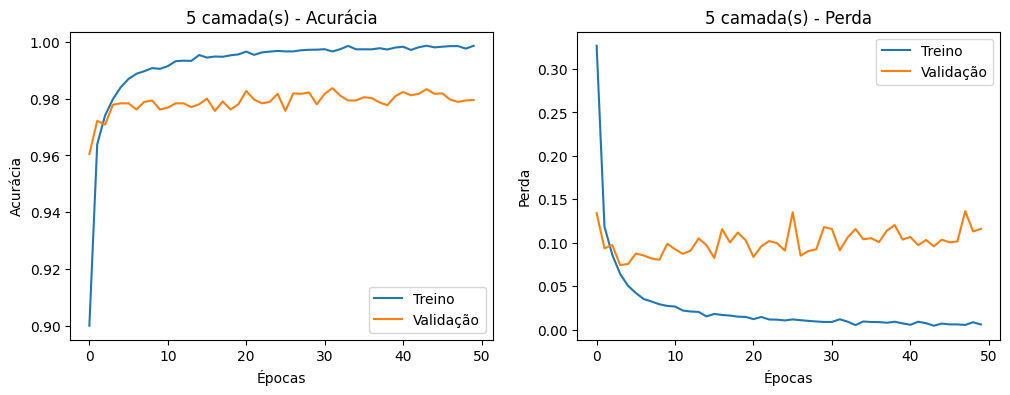 5 camada(s) - Acurácia
1.00
0.98
0.96
0.94
0.92
0.90
Acurácia
0
10
20
30
40
50
Épocas
Treino
Validação
5 camada(s) - Perda
0.30
0.25
0.20
0.15
0.10
0.05
0.00
Perda
0
10
20
30
40
50
Épocas
Treino
Validação